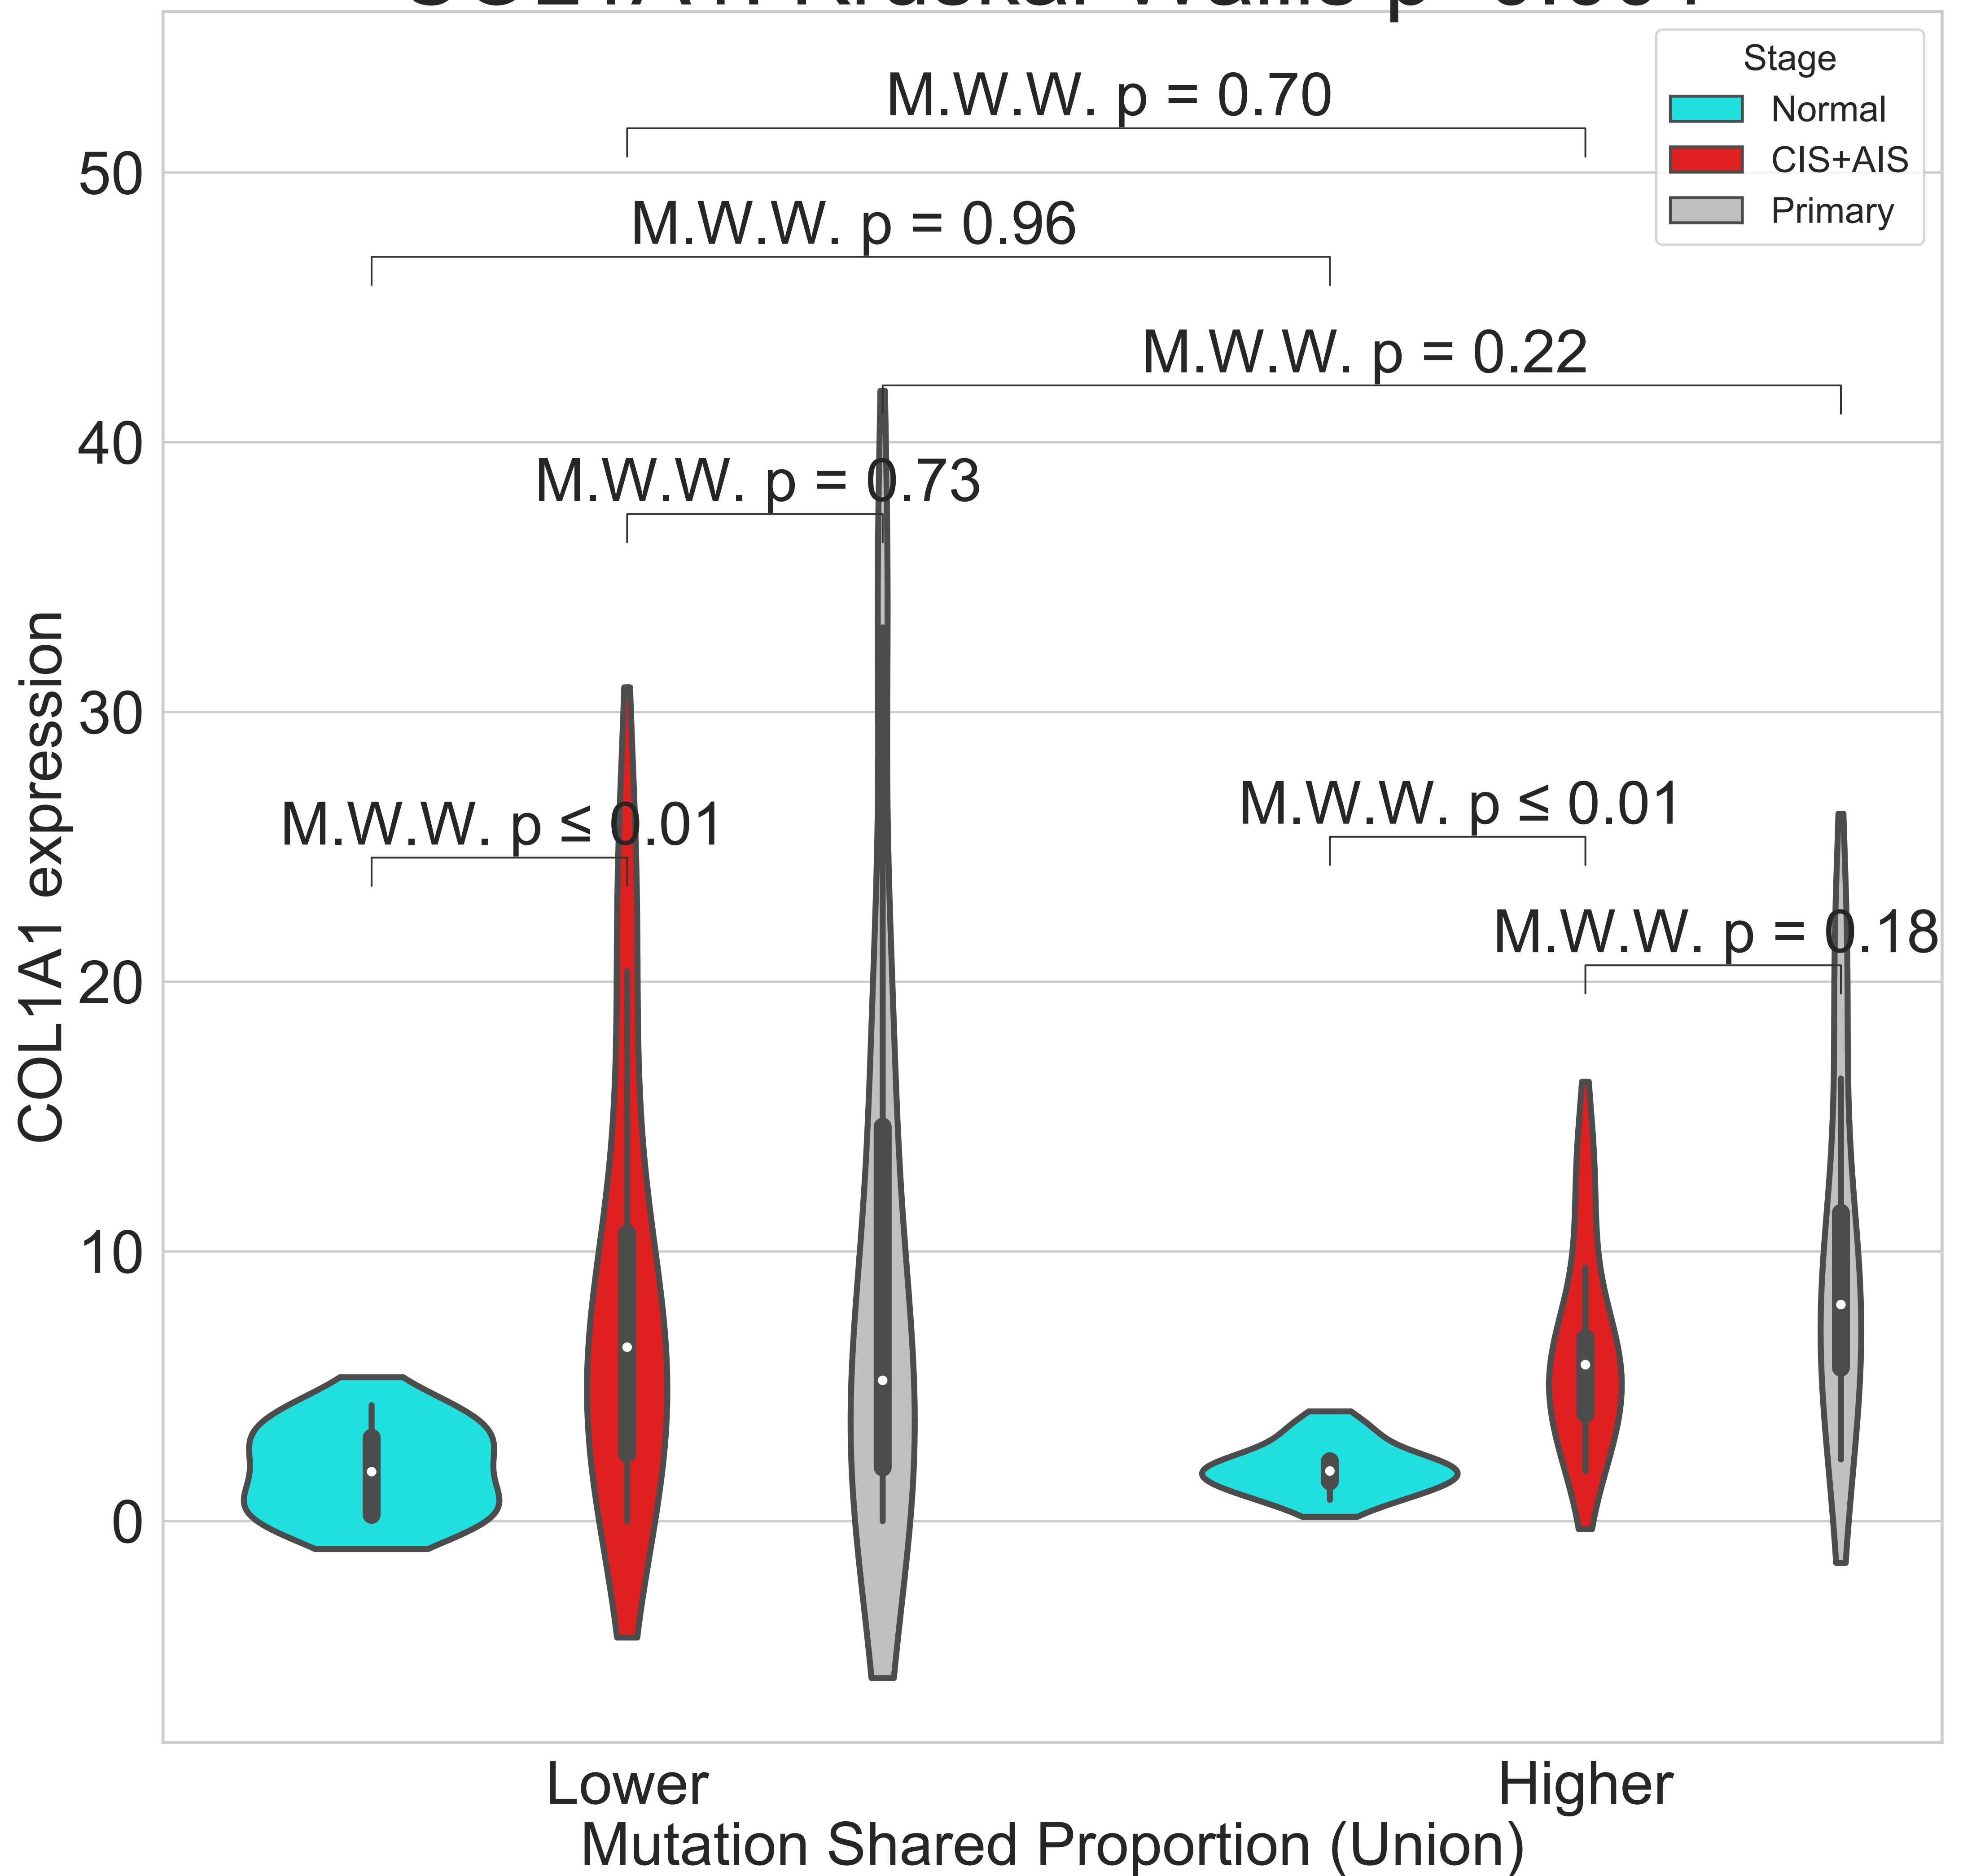 Stage
Normal
CIS+AIS
Primary
M.W.W. p = 0.70
M.W.W. p = 0.96
M.W.W. p = 0.22
M.W.W. p = 0.73
M.W.W. p ≤ 0.01
M.W.W. p ≤ 0.01
M.W.W. p = 0.18
COL1A1 expression
50
40
30
20
10
0
Lower
Higher
Mutation Shared Proportion (Union)